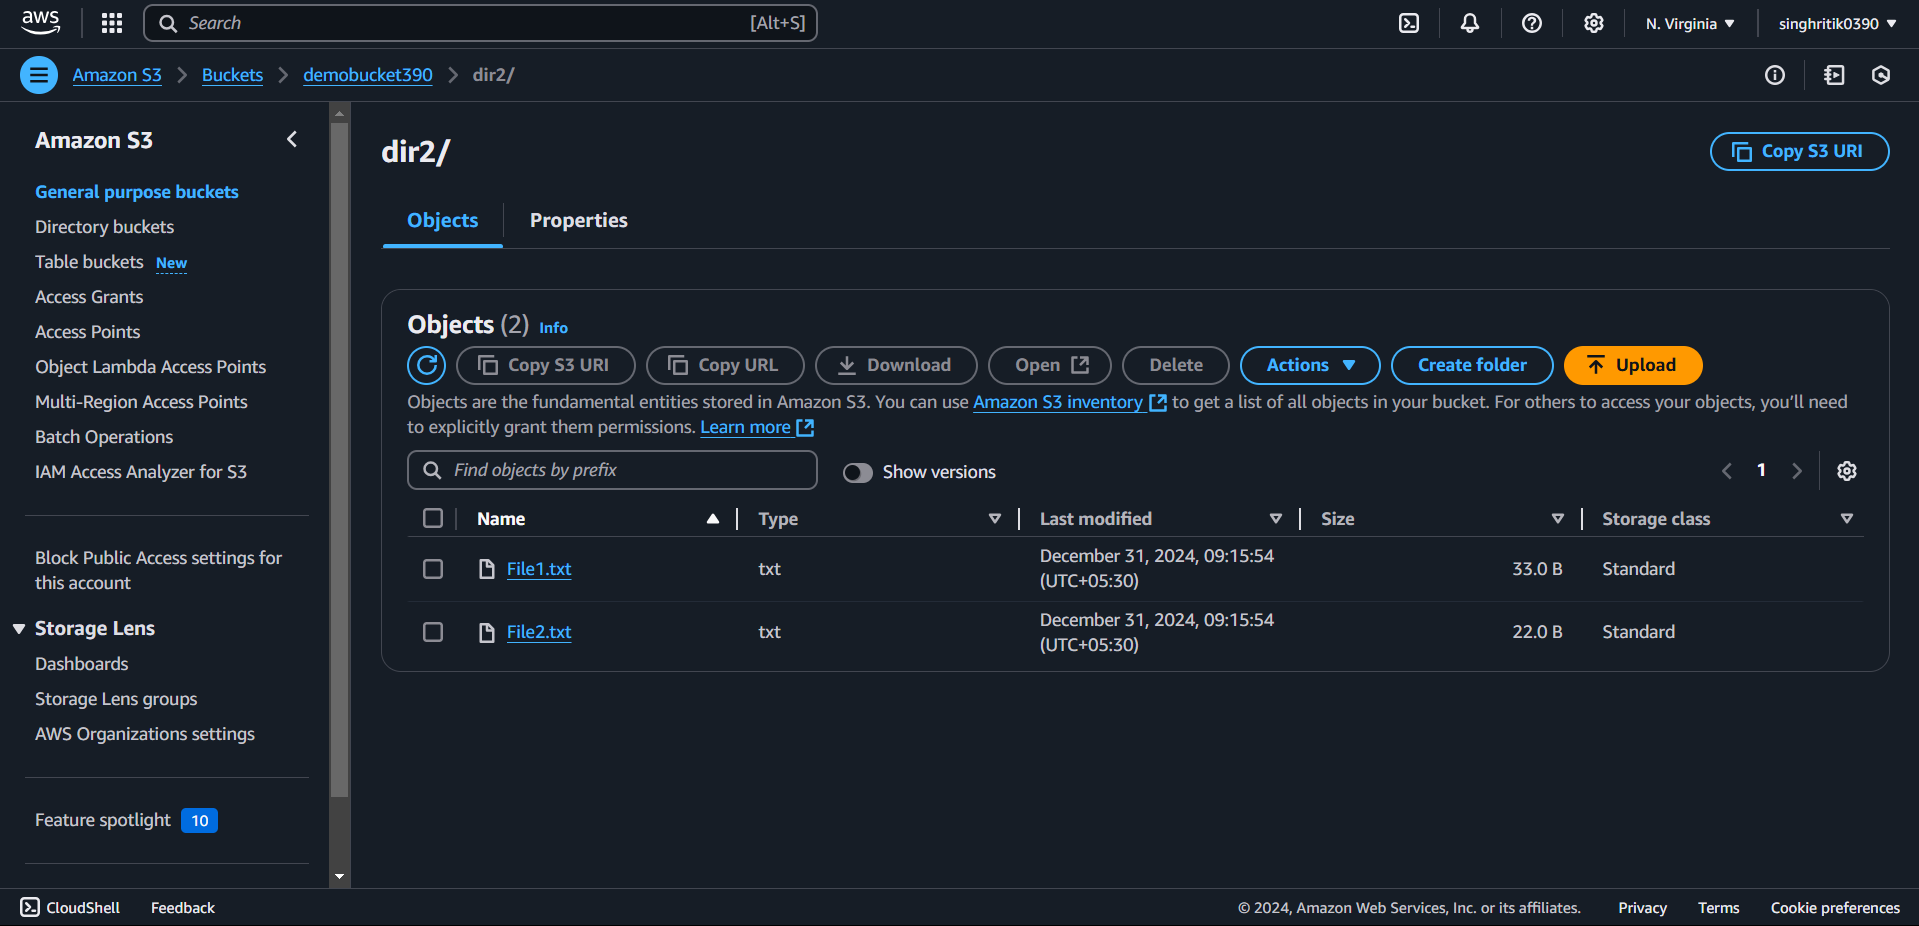 aws
Search [Alt+S]
N. Virginia
singhritik0390
Amazon S3
Buckets
demobucket390
dir2/
Amazon S3
General purpose buckets
Directory buckets
Table buckets New
Access Grants
Access Points
Object Lambda Access Points
Multi-Region Access Points
Batch Operations
IAM Access Analyzer for S3
Block Public Access settings for
this account
Storage Lens
Dashboards
Storage Lens groups
AWS Organizations settings
Feature spotlight 10
dir2/
Copy S3 URI
Objects
Properties
Objects (2) Info
Copy S3 URI
Copy URL
Download
Open
Delete
Actions
Create folder
Upload
Objects are the fundamental entities stored in Amazon S3. You can use Amazon S3 inventory to get a list of all objects in your bucket. For others to access your objects, you’ll need
to explicitly grant them permissions. Learn more
Find objects by prefix
Show versions
1
Name Type Last modified Size Storage class
File1.txt txt December 31, 2024, 09:15:54
(UTC+05:30) 33.0 B Standard
File2.txt txt December 31, 2024, 09:15:54
(UTC+05:30) 22.0 B Standard
CloudShell
Feedback
© 2024, Amazon Web Services, Inc. or its affiliates.
Privacy
Terms
Cookie preferences